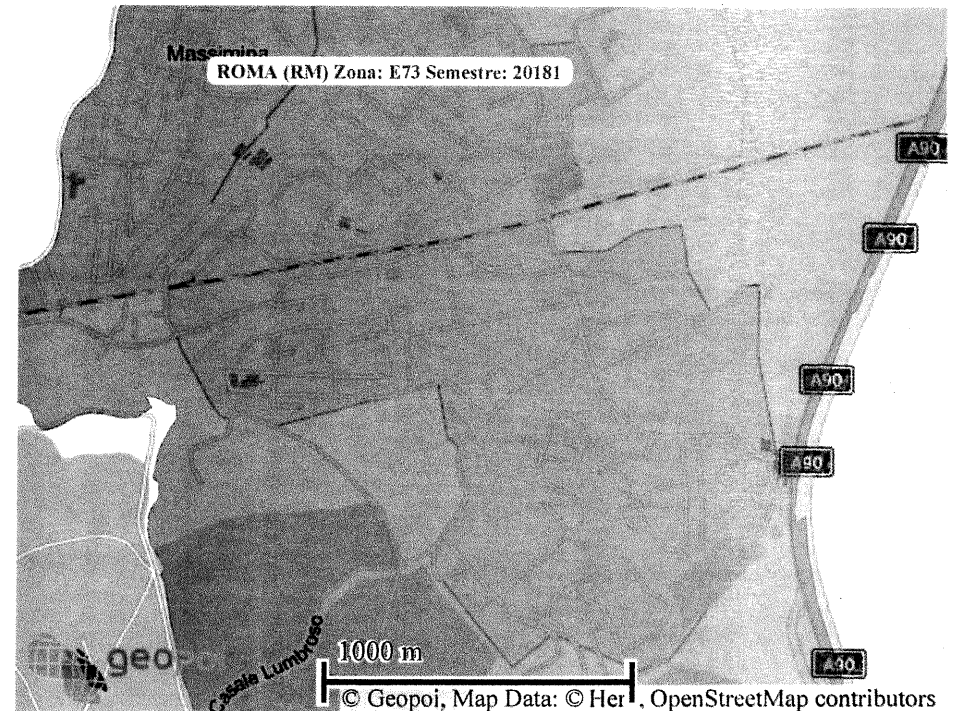 Massimina
ROMA (RM) Zona: E73 Semestre: 20181
A90
A90
A90
A90
geo
Casale Lumbroso
1000 m
A90
© Geopoi, Map Data: © Her , OpenStreetMap contributors